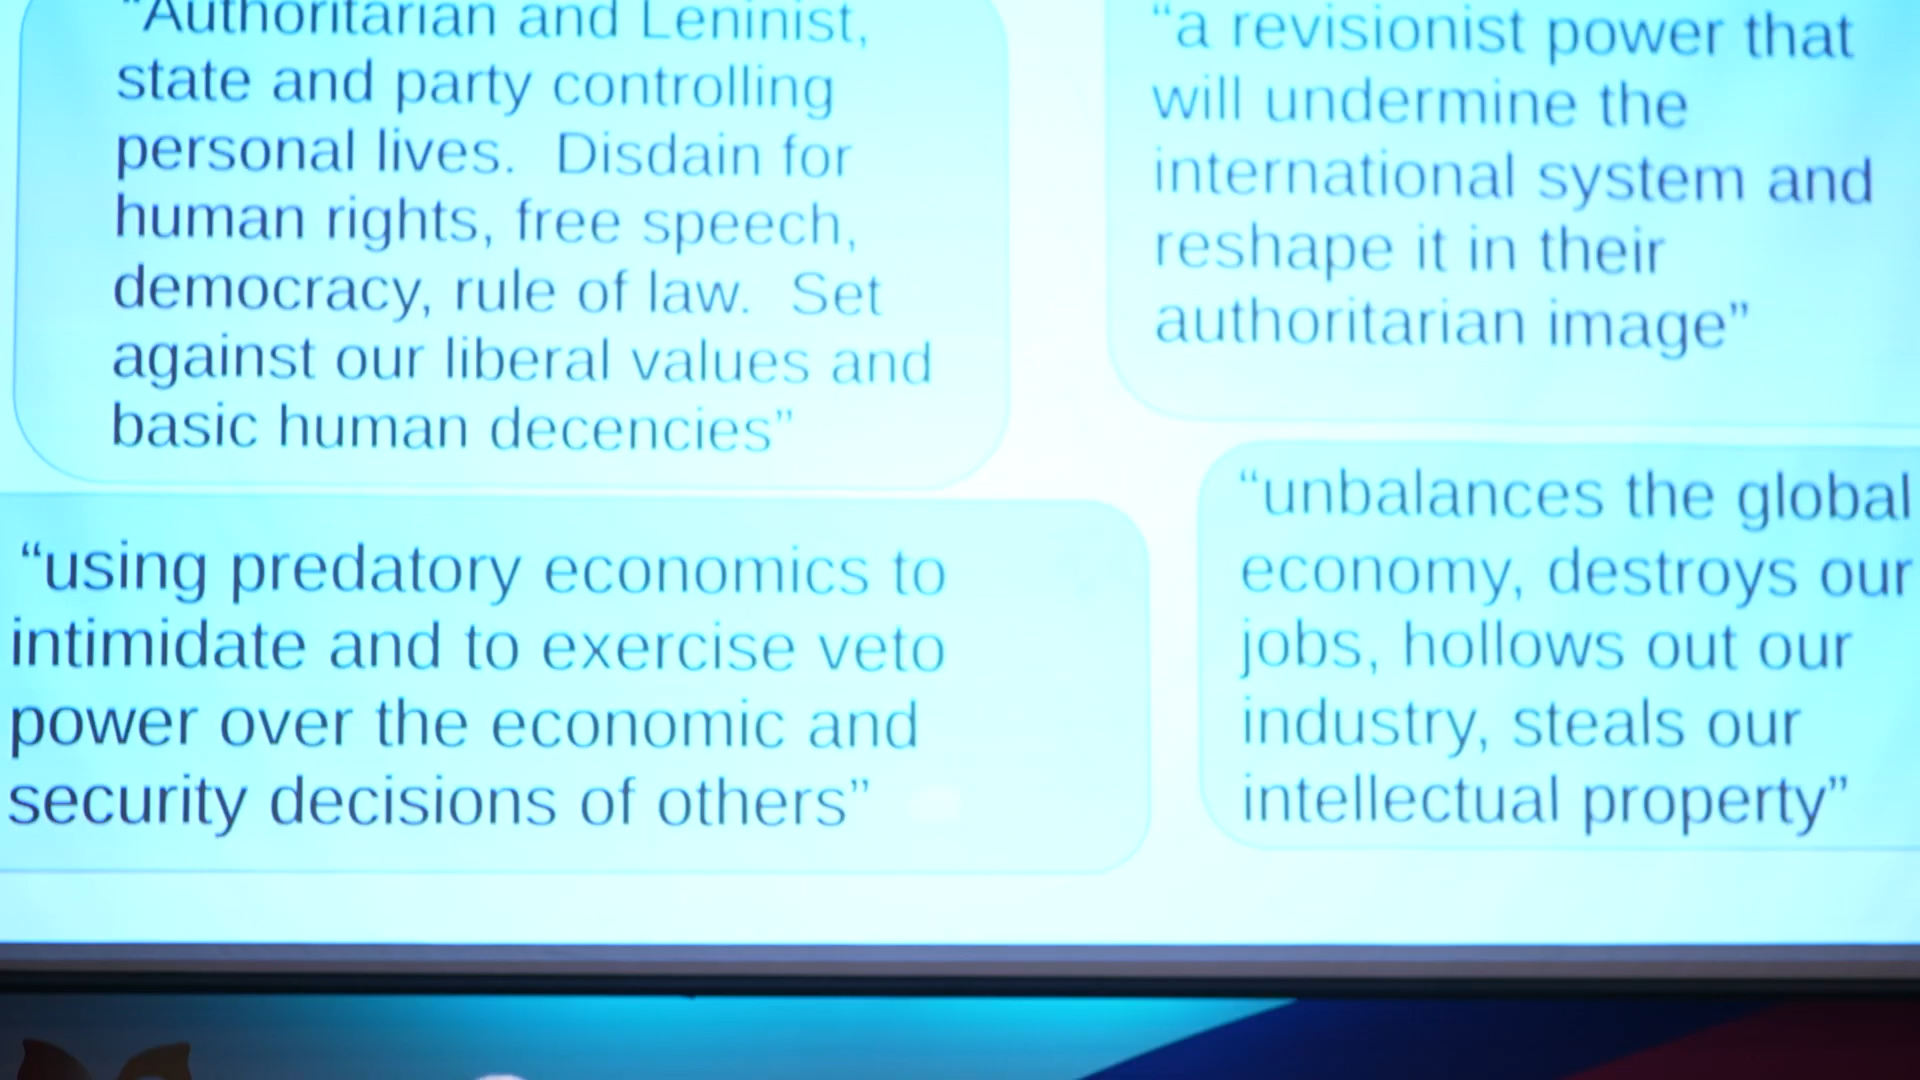 “Authoritarian and Leninist,
state and party controlling
personal lives.  Disdain for
human rights, free speech,
democracy, rule of law.  Set
against our liberal values and
basic human decencies”
“a revisionist power that
will undermine the
international system and
reshape it in their
authoritarian image”
“using predatory economics to
intimidate and to exercise veto
power over the economic and
security decisions of others”
“unbalances the global
economy, destroys our
jobs, hollows out our
industry, steals our
intellectual property”